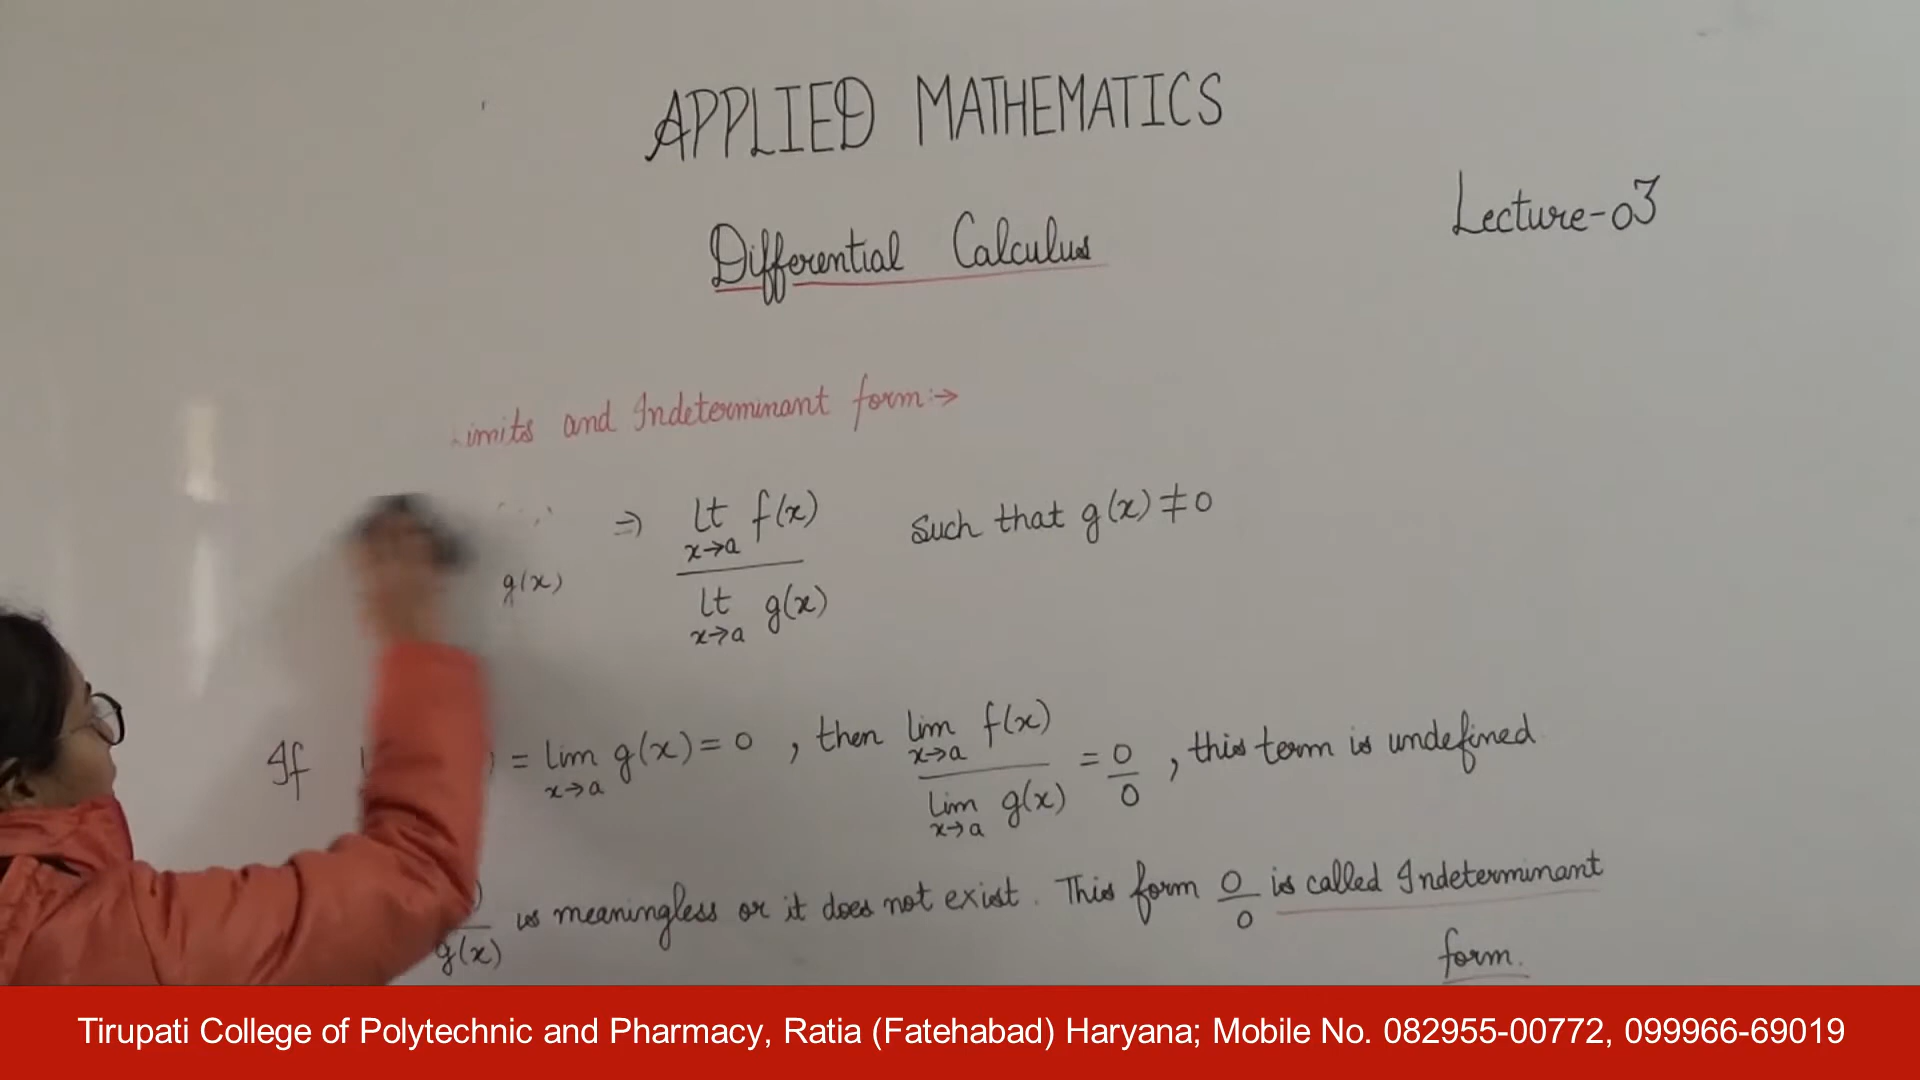 APPLIED MATHEMATICS
Lecture-03
Differential Calculus
imits and Indeterminant form:→
g(x) ⇒ lt x→a f(x) / lt x→a g(x) such that g(x) ≠ 0
If = lim x→a g(x) = 0 , then lim x→a f(x) / lim x→a g(x) = 0/0 , this term is undefined
g(x) is meaningless or it does not exist. This form 0/0 is called Indeterminant
form.
Tirupati College of Polytechnic and Pharmacy, Ratia (Fatehabad) Haryana; Mobile No. 082955-00772, 099966-69019